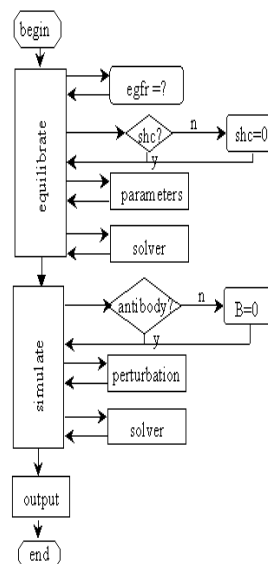 begin
egfr=?
shc?
n
shc=0
y
equilibrate
parameters
solver
antibody?
n
B=0
y
simulate
perturbation
solver
output
end